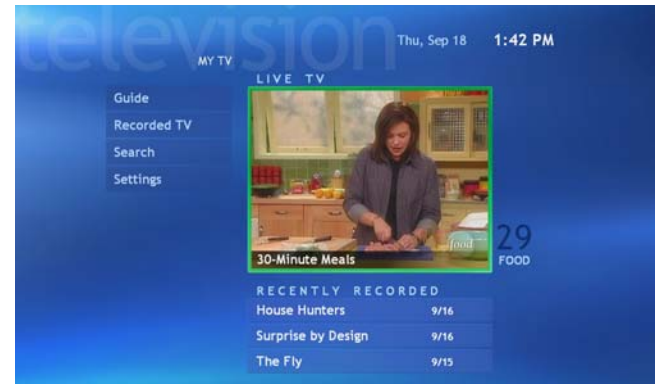 television
Thu, Sep 18 1:42 PM
MY TV
LIVE TV
Guide
Recorded TV
Search
Settings
food
30-Minute Meals
29
FOOD
RECENTLY RECORDED
House Hunters 9/16
Surprise by Design 9/16
The Fly 9/15